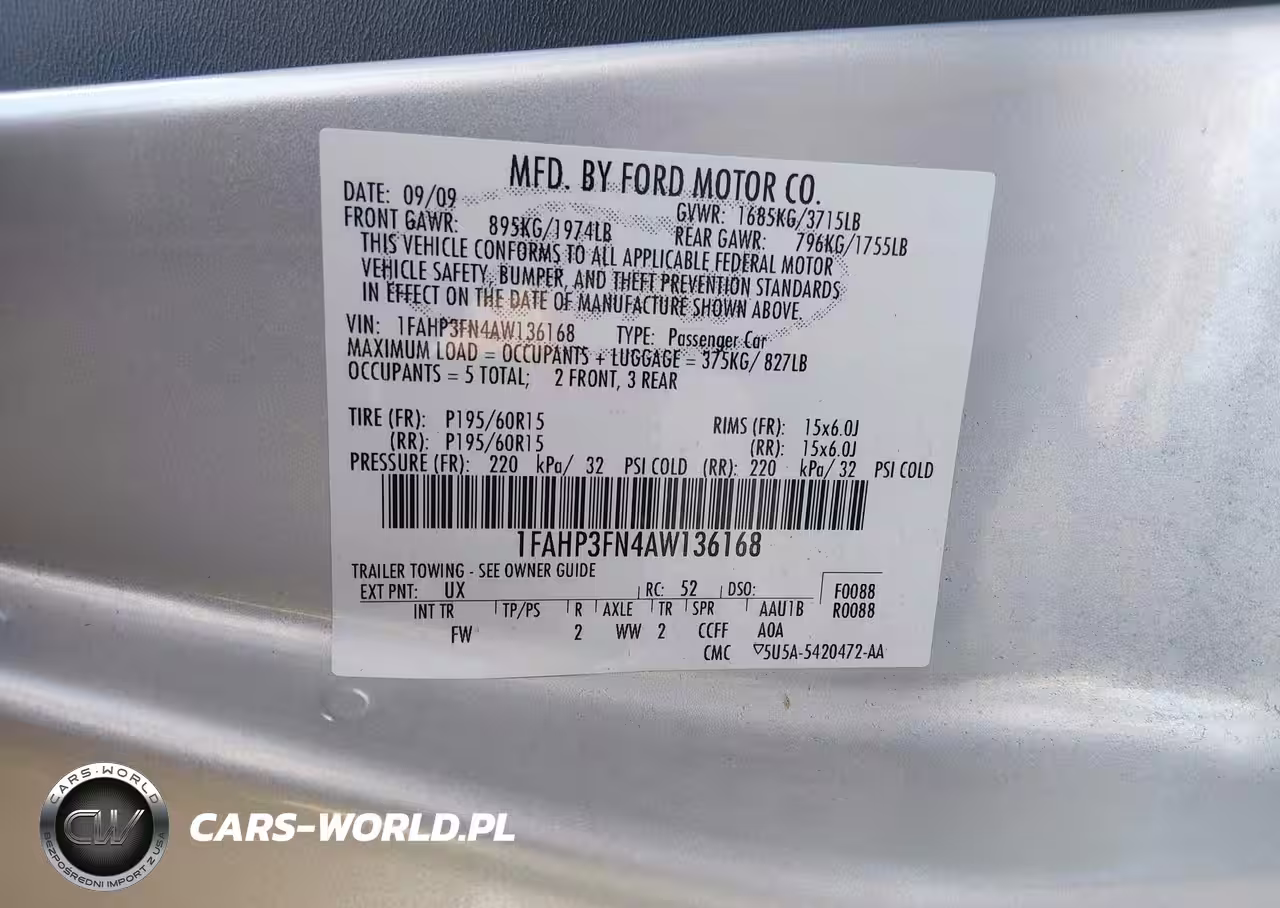 MFD. BY FORD MOTOR CO.
DATE: 09/09 GVWR: 1685KG/3715LB
FRONT GAWR: 895KG/1974LB REAR GAWR: 796KG/1755LB
THIS VEHICLE CONFORMS TO ALL APPLICABLE FEDERAL MOTOR
VEHICLE SAFETY, BUMPER, AND THEFT PREVENTION STANDARDS
IN EFFECT ON THE DATE OF MANUFACTURE SHOWN ABOVE.
VIN: 1FAHP3FN4AW136168 TYPE: Passenger Car
MAXIMUM LOAD = OCCUPANTS + LUGGAGE = 375KG/ 827LB
OCCUPANTS = 5 TOTAL; 2 FRONT, 3 REAR
TIRE (FR): P195/60R15 RIMS (FR): 15x6.0J
(RR): P195/60R15 (RR): 15x6.0J
PRESSURE (FR): 220 kPa/ 32 PSI COLD (RR): 220 kPa/ 32 PSI COLD
1FAHP3FN4AW136168
TRAILER TOWING - SEE OWNER GUIDE
EXT PNT: UX RC: 52 DSO: F0088
INT TR TP/PS R AXLE TR SPR AAU1B R0088
FW 2 WW 2 CCFF A0A
CMC ▽5U5A-5420472-AA
CARS-WORLD
CW
BEZPOŚREDNI IMPORT Z USA
CARS-WORLD.PL